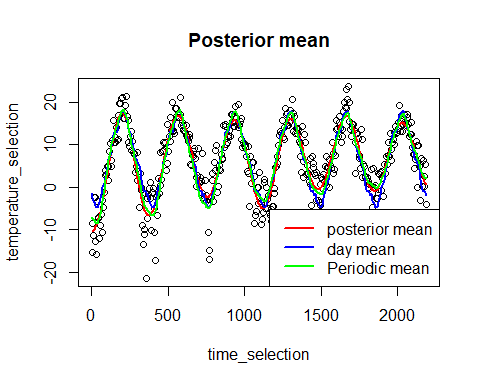 Posterior mean
temperature_selection
20
10
0
-10
-20
posterior mean
day mean
Periodic mean
0
500
1000
1500
2000
time_selection